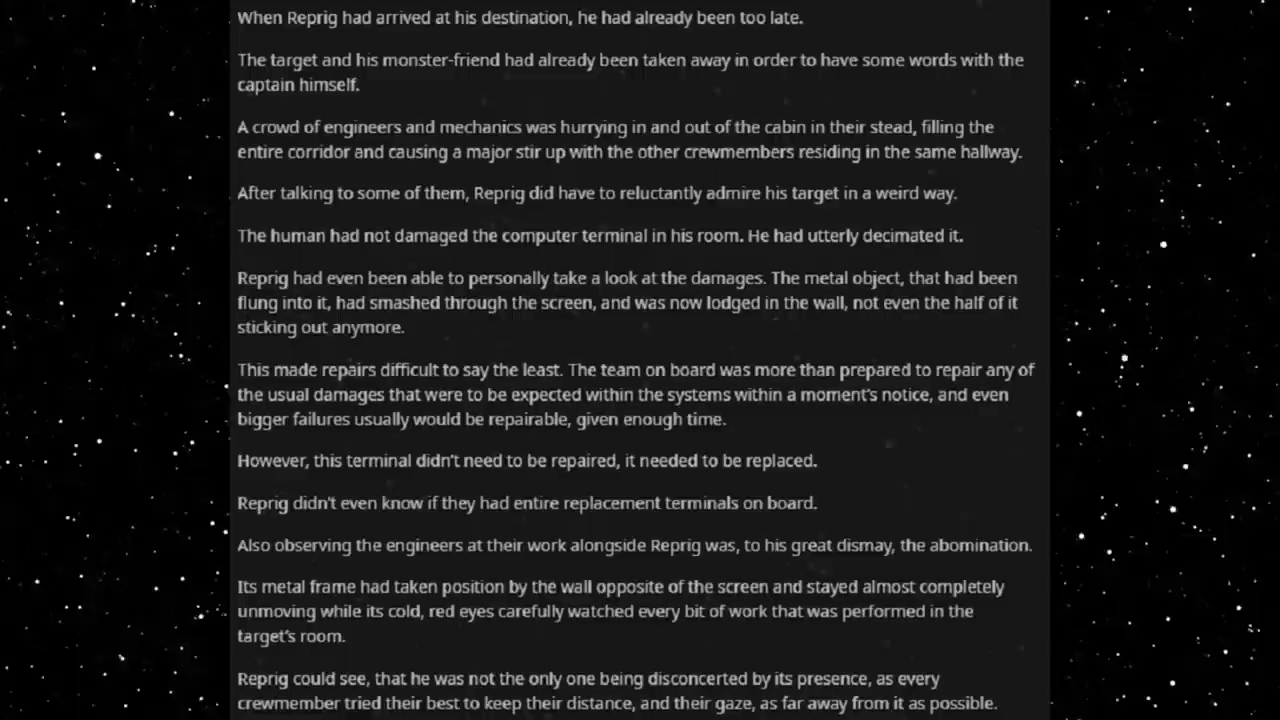 When Reprig had arrived at his destination, he had already been too late.
The target and his monster-friend had already been taken away in order to have some words with the
captain himself.
A crowd of engineers and mechanics was hurrying in and out of the cabin in their stead, filling the
entire corridor and causing a major stir up with the other crewmembers residing in the same hallway.
After talking to some of them, Reprig did have to reluctantly admire his target in a weird way.
The human had not damaged the computer terminal in his room. He had utterly decimated it.
Reprig had even been able to personally take a look at the damages. The metal object, that had been
flung into it, had smashed through the screen, and was now lodged in the wall, not even the half of it
sticking out anymore.
This made repairs difficult to say the least. The team on board was more than prepared to repair any of
the usual damages that were to be expected within the systems within a moment's notice, and even
bigger failures usually would be repairable, given enough time.
However, this terminal didn't need to be repaired, it needed to be replaced.
Reprig didn't even know if they had entire replacement terminals on board.
Also observing the engineers at their work alongside Reprig was, to his great dismay, the abomination.
Its metal frame had taken position by the wall opposite of the screen and stayed almost completely
unmoving while its cold, red eyes carefully watched every bit of work that was performed in the
target's room.
Reprig could see, that he was not the only one being disconcerted by its presence, as every
crewmember tried their best to keep their distance, and their gaze, as far away from it as possible.